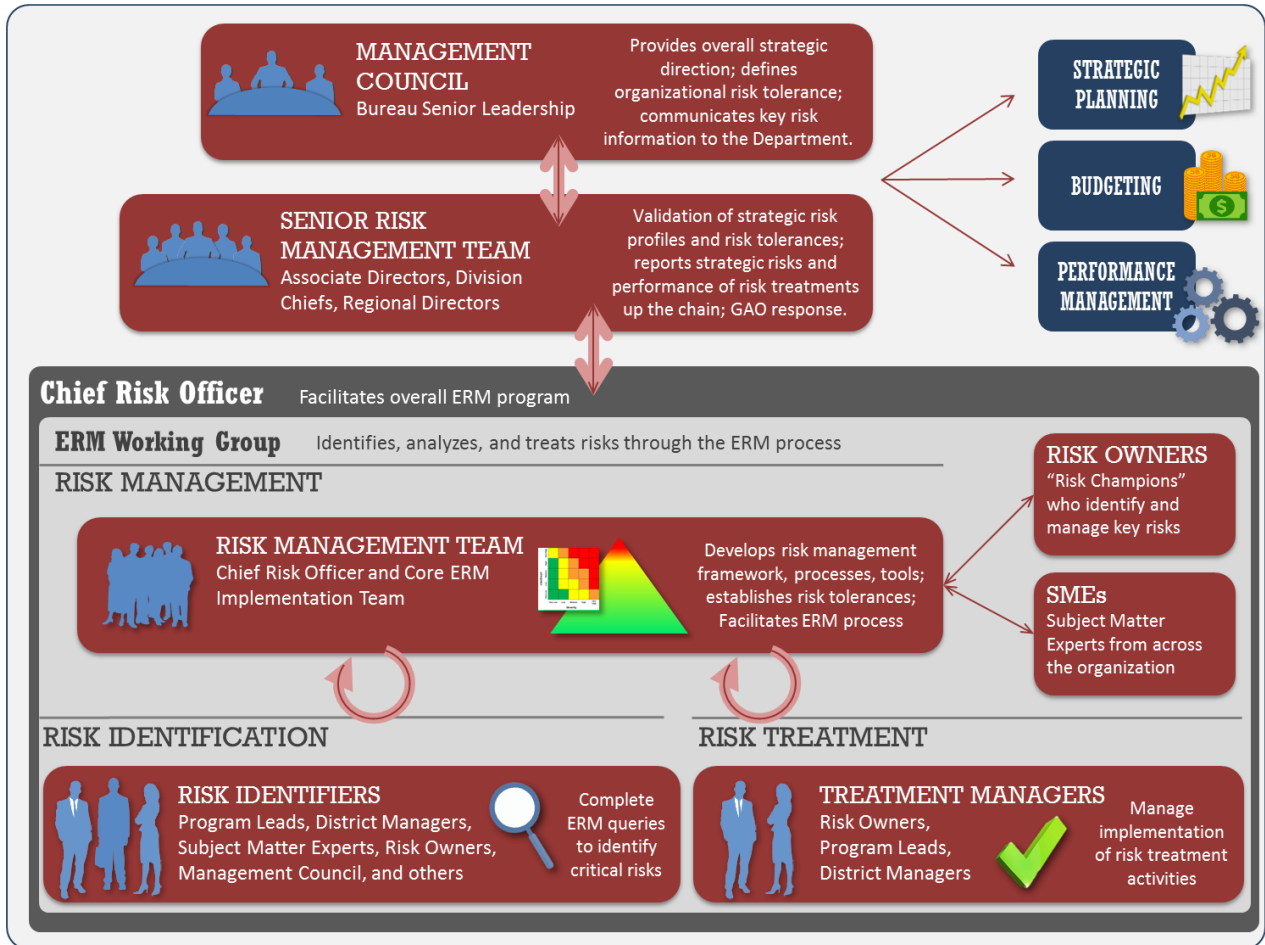 MANAGEMENT
COUNCIL
Bureau Senior Leadership
Provides overall strategic
direction; defines
organizational risk tolerance;
communicates key risk
information to the Department.
STRATEGIC
PLANNING
BUDGETING
PERFORMANCE
MANAGEMENT
SENIOR RISK
MANAGEMENT TEAM
Associate Directors, Division
Chiefs, Regional Directors
Validation of strategic risk
profiles and risk tolerances;
reports strategic risks and
performance of risk treatments
up the chain; GAO response.
$
Chief Risk Officer
Facilitates overall ERM program
ERM Working Group
Identifies, analyzes, and treats risks through the ERM process
RISK MANAGEMENT
RISK MANAGEMENT TEAM
Chief Risk Officer and Core ERM
Implementation Team
Develops risk management
framework, processes, tools;
establishes risk tolerances;
Facilitates ERM process
RISK OWNERS
“Risk Champions”
who identify and
manage key risks
SMEs
Subject Matter
Experts from across
the organization
RISK IDENTIFICATION
RISK IDENTIFIERS
Program Leads, District Managers,
Subject Matter Experts, Risk Owners,
Management Council, and others
Complete
ERM queries
to identify
critical risks
RISK TREATMENT
TREATMENT MANAGERS
Risk Owners,
Program Leads,
District Managers
Manage
implementation
of risk treatment
activities